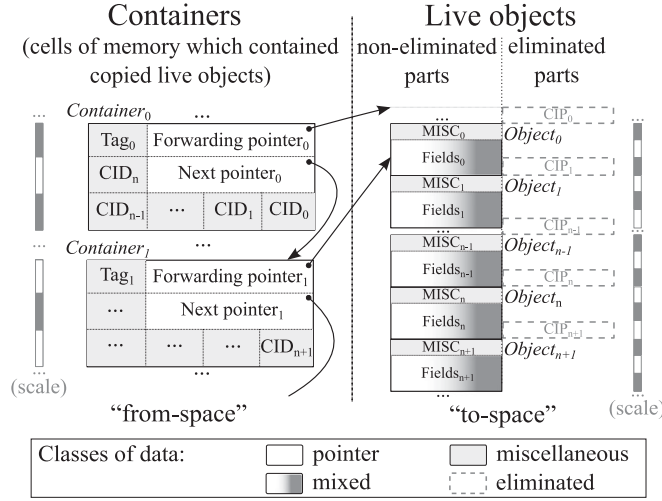 Containers
(cells of memory which contained
copied live objects)
Live objects
non-eliminated
parts
eliminated
parts
Container0
...
Tag0
Forwarding pointer0
CIDn
Next pointer0
CIDn-1
...
CID1
CID0
...
Container1
...
Tag1
Forwarding pointer1
...
Next pointer1
...
...
...
CIDn+1
...
...
(scale)
"from-space"
...
CIP0
MISC0
Object0
Fields0
CIP1
MISC1
Object1
Fields1
...
CIPn-1
MISCn-1
Objectn-1
Fieldsn-1
CIPn
MISCn
Objectn
Fieldsn
CIPn+1
MISCn+1
Objectn+1
Fieldsn+1
...
...
...
...
(scale)
"to-space"
Classes of data:
pointer
miscellaneous
mixed
eliminated